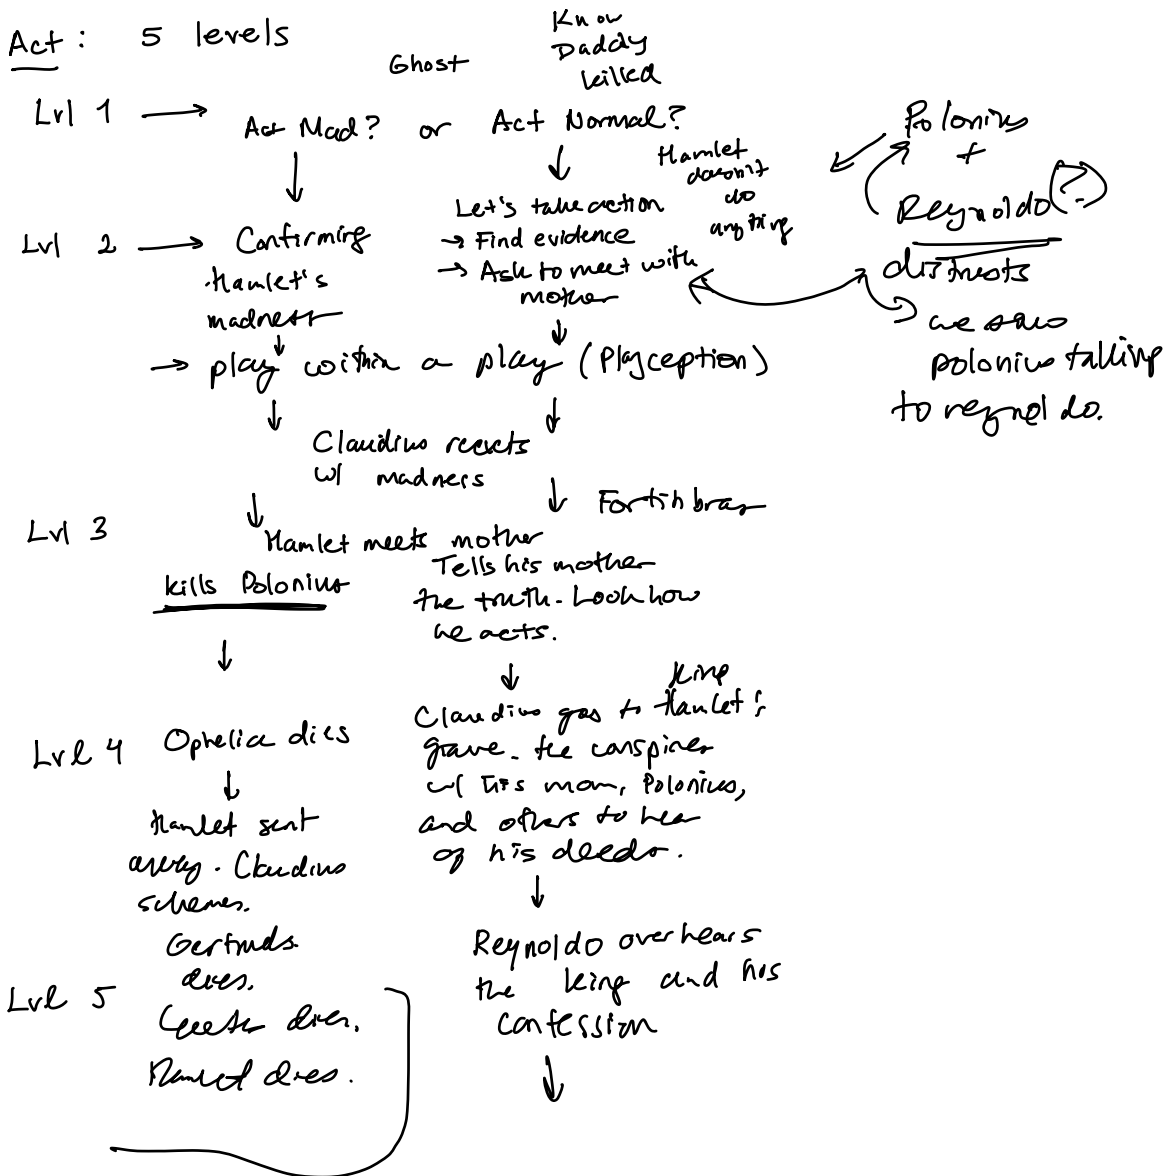 Act: 5 levels
Ghost
Know
Daddy
killed
Lvl 1 → Act Mad? or Act Normal?
Hamlet
doesn't
do
anything
Polonius
+
Reynoldo (?)
distrusts
we saw
polonius talking
to reynoldo.
Lvl 2 → Confirming
Hamlet's
madness
Let's take action
→ Find evidence
→ Ask to meet with
mother
→ play within a play (Playception)
Claudius reacts
w/ madness
Fortinbras
Lvl 3
Hamlet meets mother
kills Polonius
Tells his mother
the truth. Look how
he acts.
Lvl 4 Ophelia dies
Hamlet sent
away. Claudius
schemes.
King
Claudius goes to Hamlet's
grave. He conspires
w/ his mom, Polonius,
and others to hear
of his deeds.
Reynoldo overhears
the king and his
confession
Lvl 5
Gertrude
dies.
dies.
Hamlet dies.